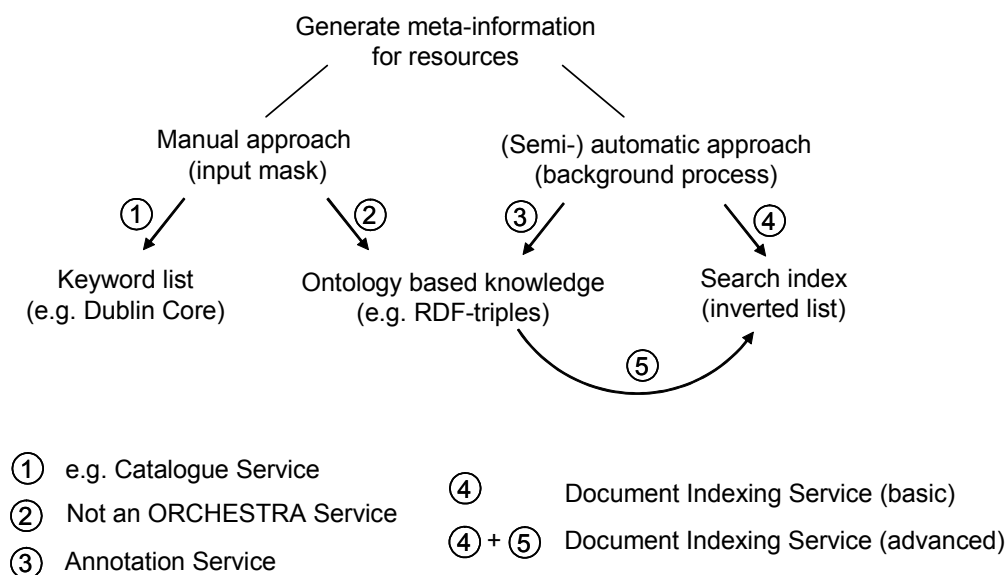 Generate meta-information
for resources
Manual approach
(input mask)
(Semi-) automatic approach
(background process)
1
2
3
4
Keyword list
(e.g. Dublin Core)
Ontology based knowledge
(e.g. RDF-triples)
Search index
(inverted list)
5
1 e.g. Catalogue Service
2 Not an ORCHESTRA Service
3 Annotation Service
4 Document Indexing Service (basic)
4 + 5 Document Indexing Service (advanced)